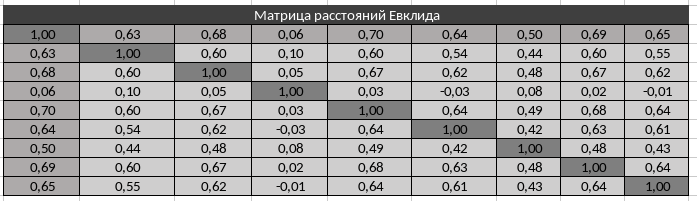 Матрица расстояний Евклида
1,00 0,63 0,68 0,06 0,70 0,64 0,50 0,69 0,65
0,63 1,00 0,60 0,10 0,60 0,54 0,44 0,60 0,55
0,68 0,60 1,00 0,05 0,67 0,62 0,48 0,67 0,62
0,06 0,10 0,05 1,00 0,03 -0,03 0,08 0,02 -0,01
0,70 0,60 0,67 0,03 1,00 0,64 0,49 0,68 0,64
0,64 0,54 0,62 -0,03 0,64 1,00 0,42 0,63 0,61
0,50 0,44 0,48 0,08 0,49 0,42 1,00 0,48 0,43
0,69 0,60 0,67 0,02 0,68 0,63 0,48 1,00 0,64
0,65 0,55 0,62 -0,01 0,64 0,61 0,43 0,64 1,00